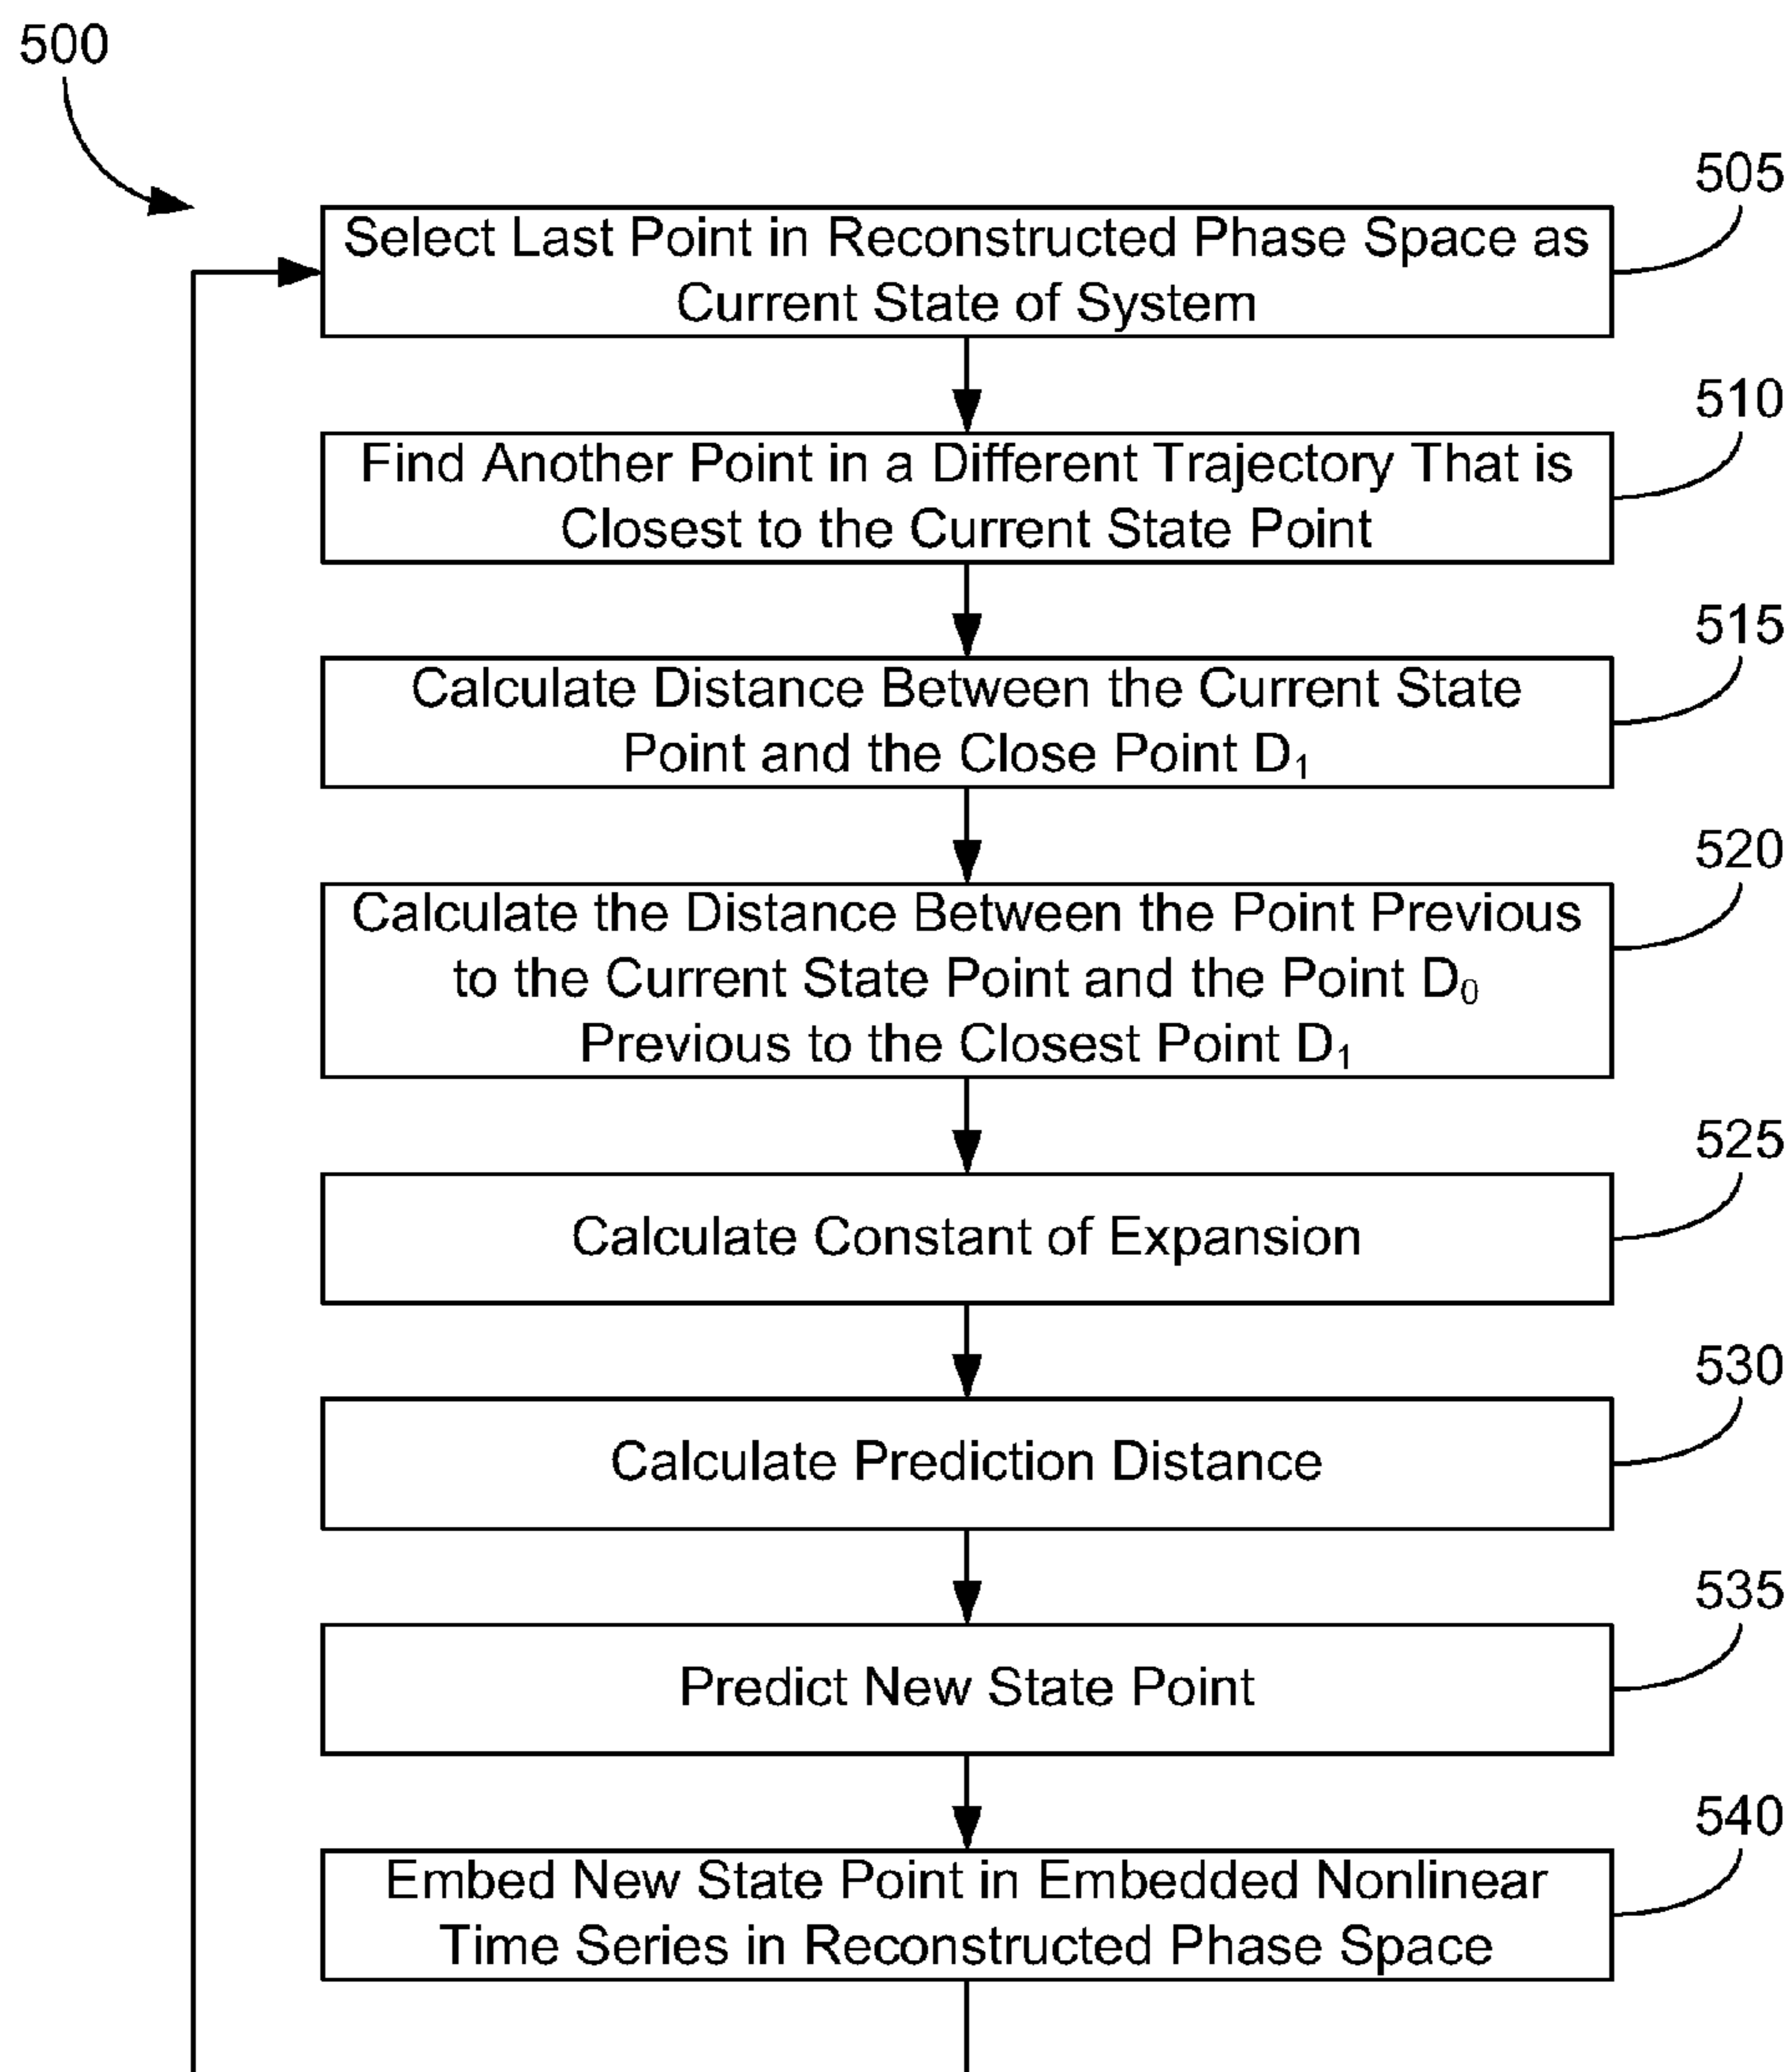 500
505
Select Last Point in Reconstructed Phase Space as
Current State of System
510
Find Another Point in a Different Trajectory That is
Closest to the Current State Point
515
Calculate Distance Between the Current State
Point and the Close Point D₁
520
Calculate the Distance Between the Point Previous
to the Current State Point and the Point D₀
Previous to the Closest Point D₁
525
Calculate Constant of Expansion
530
Calculate Prediction Distance
535
Predict New State Point
540
Embed New State Point in Embedded Nonlinear
Time Series in Reconstructed Phase Space